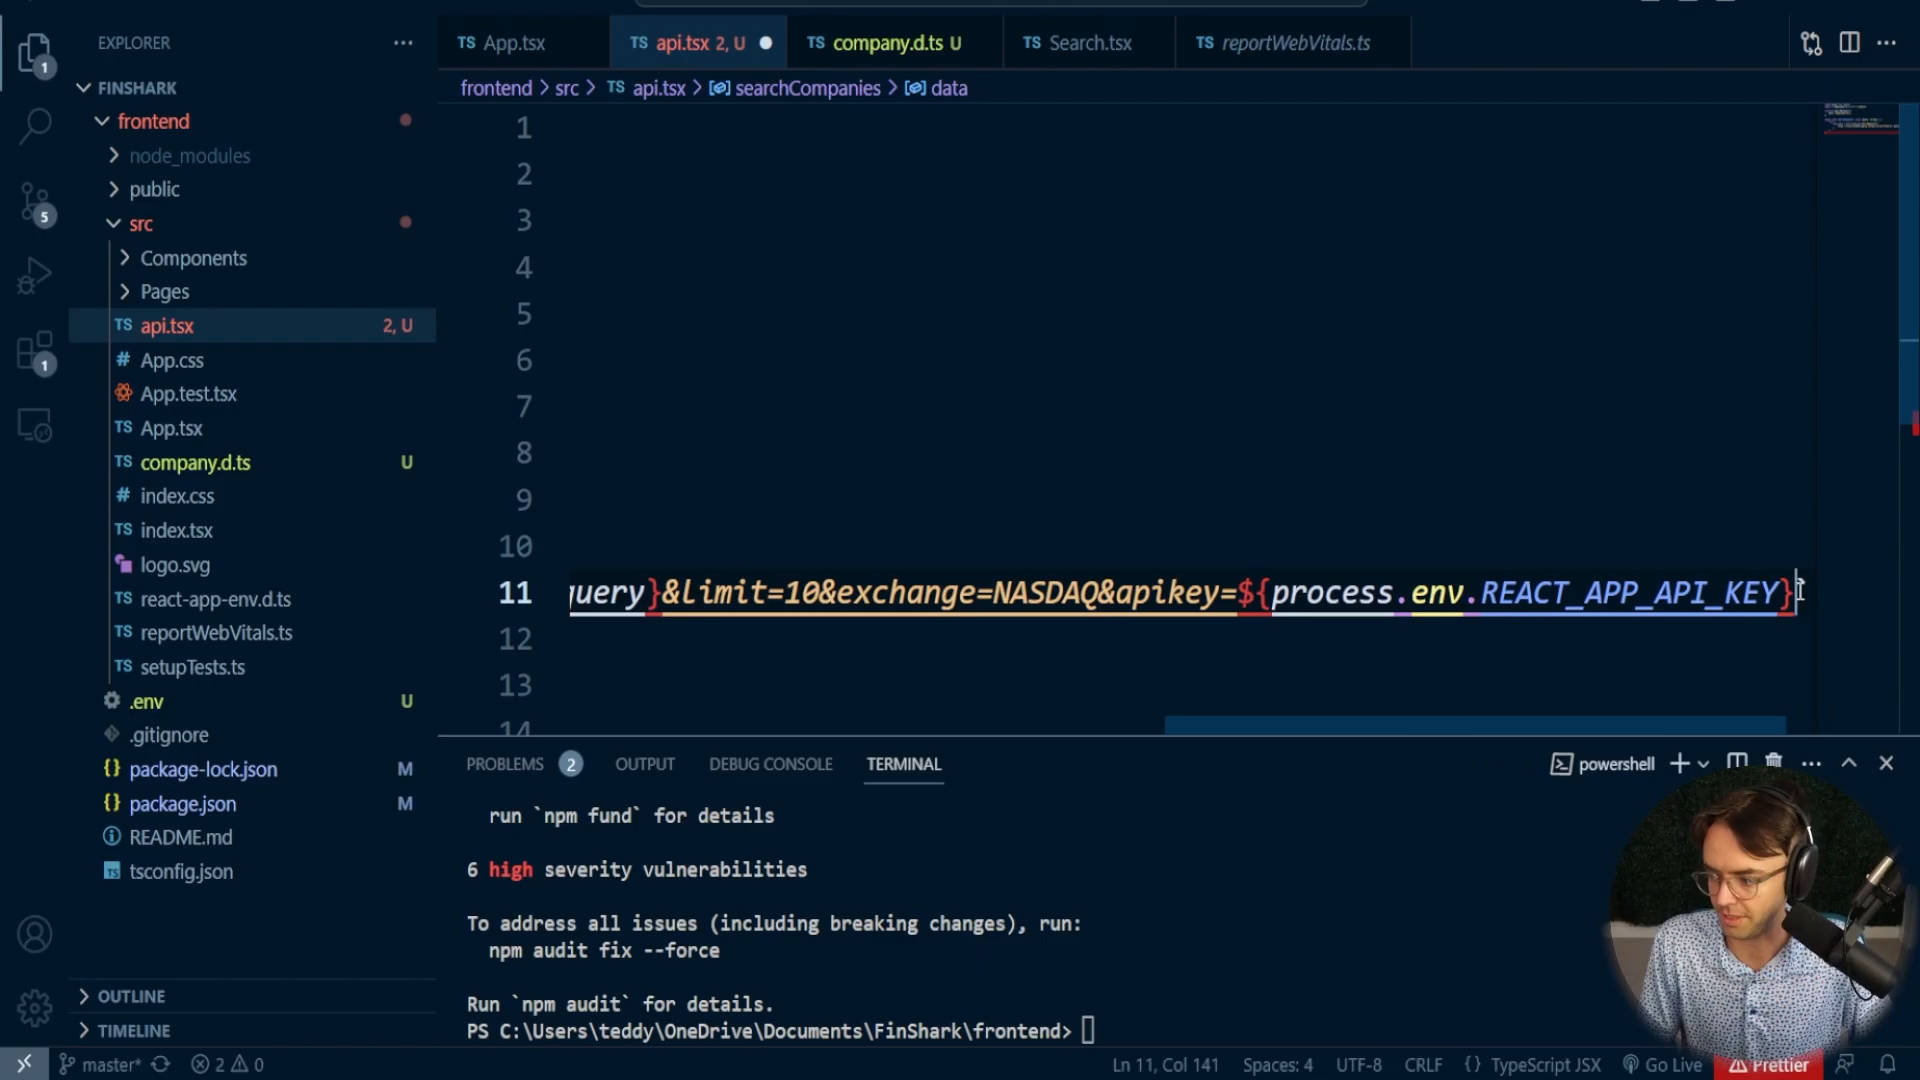 EXPLORER
App.tsx
api.tsx 2, U
company.d.ts U
Search.tsx
reportWebVitals.ts
FINSHARK
frontend > src > TS api.tsx > searchCompanies > data
frontend
node_modules
public
src
Components
Pages
TS api.tsx 2, U
# App.css
App.test.tsx
TS App.tsx
TS company.d.ts U
# index.css
TS index.tsx
logo.svg
TS react-app-env.d.ts
TS reportWebVitals.ts
TS setupTests.ts
.env U
.gitignore
{} package-lock.json M
{} package.json M
README.md
tsconfig.json
OUTLINE
TIMELINE
1
2
3
4
5
6
7
8
9
10
11 query}&limit=10&exchange=NASDAQ&apikey=${process.env.REACT_APP_API_KEY}
12
13
14
PROBLEMS 2 OUTPUT DEBUG CONSOLE TERMINAL powershell
run `npm fund` for details
6 high severity vulnerabilities
To address all issues (including breaking changes), run:
npm audit fix --force
Run `npm audit` for details.
PS C:\Users\teddy\OneDrive\Documents\FinShark\frontend>
master* 2 0 Ln 11, Col 141 Spaces: 4 UTF-8 CRLF {} TypeScript JSX Go Live Prettier